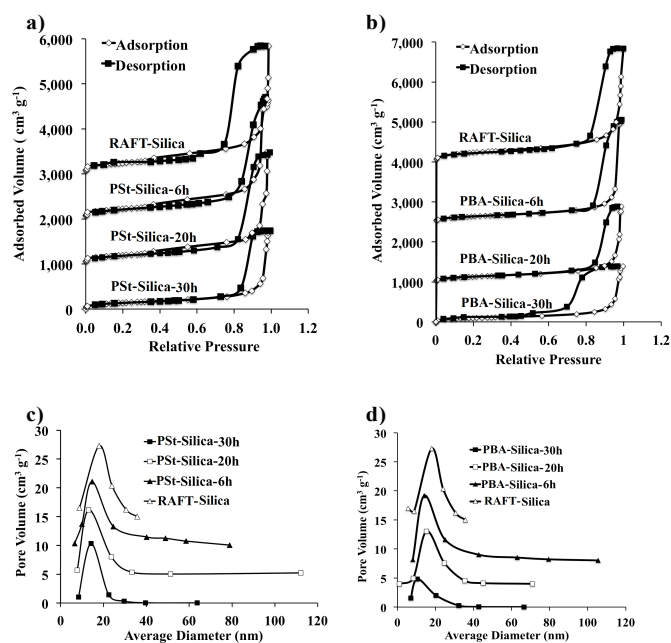 a)
6,000
5,000
4,000
3,000
2,000
1,000
0
Adsorbed Volume ( cm³ g⁻¹)
Adsorption
Desorption
RAFT-Silica
PSt-Silica-6h
PSt-Silica-20h
PSt-Silica-30h
0.0 0.2 0.4 0.6 0.8 1.0 1.2
Relative Pressure
b)
7,000
6,000
5,000
4,000
3,000
2,000
1,000
0
Adsorbed Volume (cm³ g⁻¹)
Adsorption
Desorption
RAFT-Silica
PBA-Silica-6h
PBA-Silica-20h
PBA-Silica-30h
0 0.2 0.4 0.6 0.8 1 1.2
Relative Pressure
c)
30
25
20
15
10
5
0
Pore Volume (cm³ g⁻¹)
PSt-Silica-30h
PSt-Silica-20h
PSt-Silica-6h
RAFT-Silica
0 20 40 60 80 100 120
Average Diameter (nm)
d)
30
25
20
15
10
5
0
Pore Volume (cm³ g⁻¹)
PBA-Silica-30h
PBA-Silica-20h
PBA-Silica-6h
RAFT-Silica
0 20 40 60 80 100 120
Average Diameter (nm)